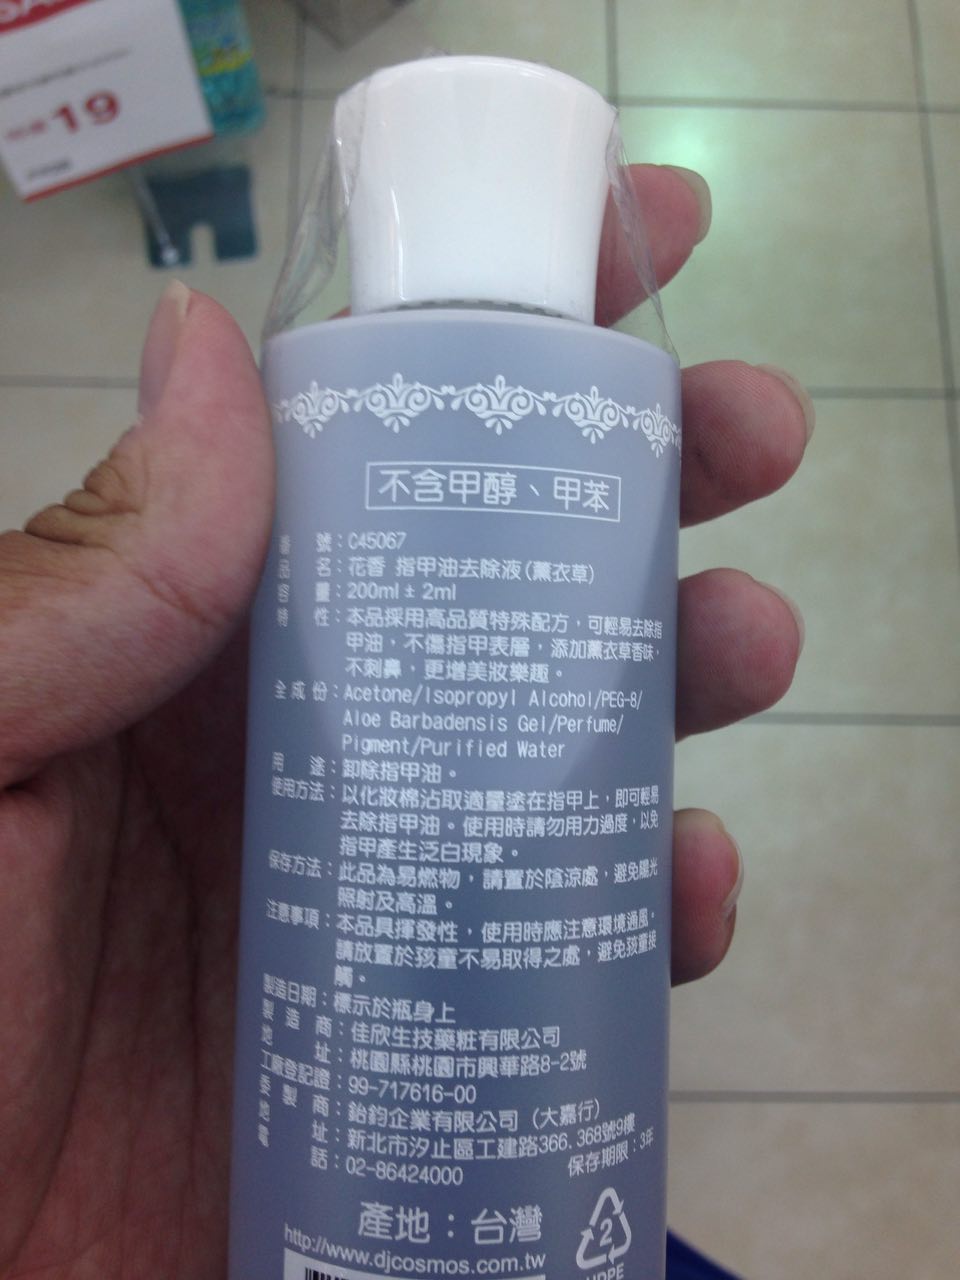 19
不含甲醇、甲苯
番號：C45067
品名：花香 指甲油去除液(薰衣草)
容量：200ml±2ml
特性：本品採用高品質特殊配方，可輕易去除指
甲油，不傷指甲表層，添加薰衣草香味，
不刺鼻，更增美妝樂趣。
全成份：Acetone/Isopropyl Alcohol/PEG-8/
Aloe Barbadensis Gel/Perfume/
Pigment/Purified Water
用途：卸除指甲油。
使用方法：以化妝棉沾取適量塗在指甲上，即可輕易
去除指甲油。使用時請勿用力過度，以免
指甲產生泛白現象。
保存方法：此品為易燃物，請置於陰涼處，避免陽光
照射及高溫。
注意事項：本品具揮發性，使用時應注意環境通風。
請放置於孩童不易取得之處，避免孩童接
觸。
製造日期：標示於瓶身上
製造商：佳欣生技藥粧有限公司
地址：桃園縣桃園市興華路8-2號
工廠登記證：99-717616-00
委製商：鈶鈞企業有限公司（大嘉行）
地址：新北市汐止區工建路366.368號9樓
電話：02-86424000
保存期限：3年
產地：台灣
http://www.djcosmos.com.tw
2
HDPE